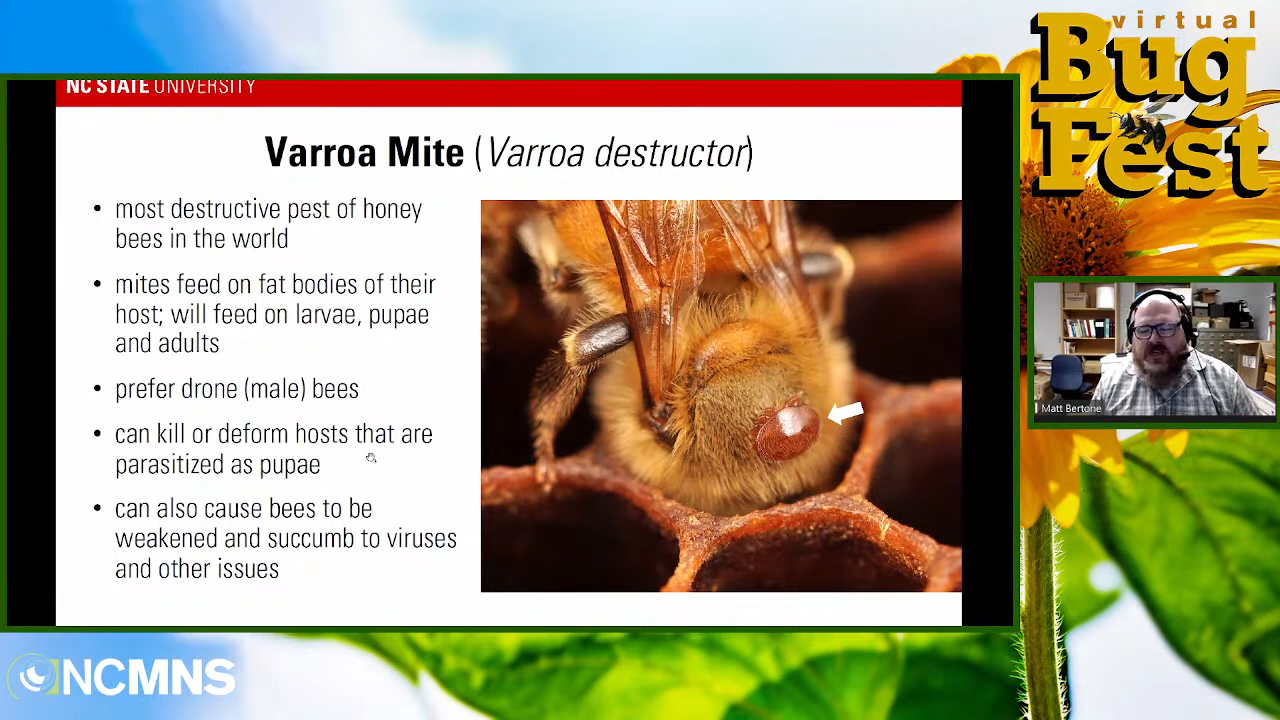 virtual
Bug
Fest
NC STATE UNIVERSITY
Varroa Mite (Varroa destructor)
• most destructive pest of honey
bees in the world
• mites feed on fat bodies of their
host; will feed on larvae, pupae
and adults
• prefer drone (male) bees
• can kill or deform hosts that are
parasitized as pupae
• can also cause bees to be
weakened and succumb to viruses
and other issues
Matt Bertone
NCMNS